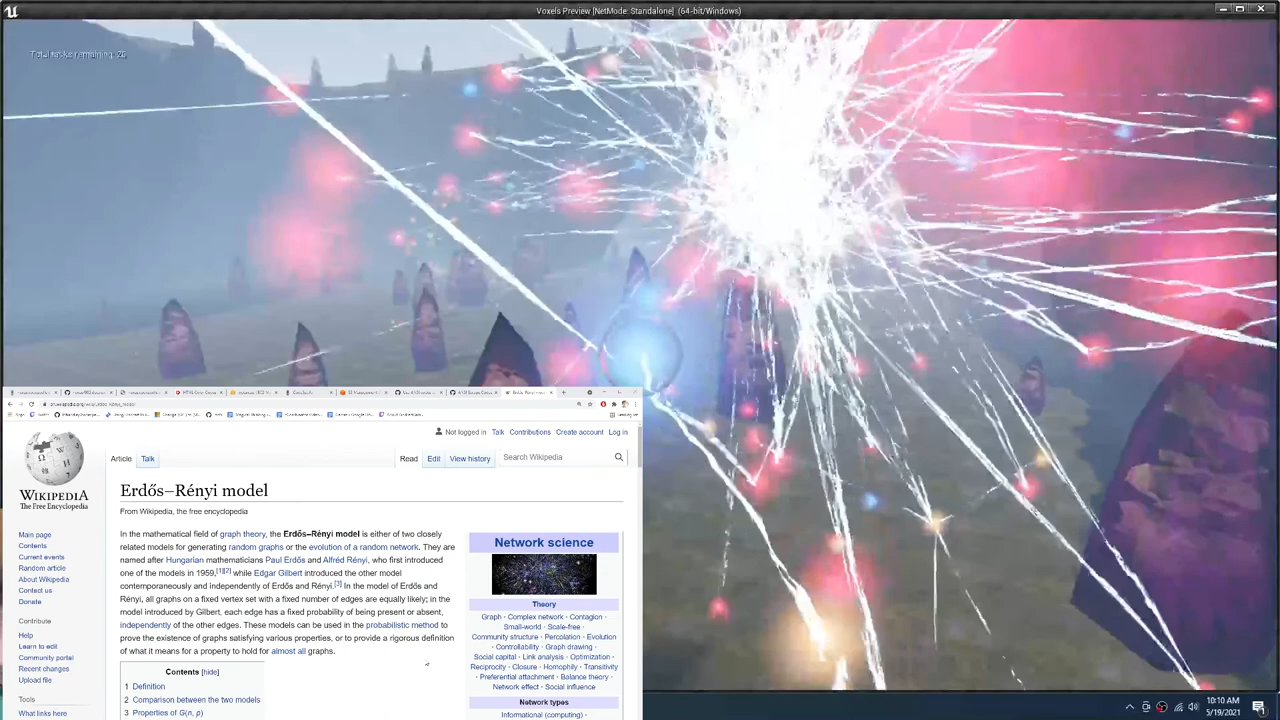 Voxels Preview [NetMode: Standalone] (64-bit/Windows)
Total tasks remaining: 26
Not logged in Talk Contributions Create account Log in
Article Talk Read Edit View history Search Wikipedia
WIKIPEDIA
The Free Encyclopedia
Main page
Contents
Current events
Random article
About Wikipedia
Contact us
Donate
Contribute
Help
Learn to edit
Community portal
Recent changes
Upload file
Tools
What links here
Erdős–Rényi model
From Wikipedia, the free encyclopedia
In the mathematical field of graph theory, the Erdős–Rényi model is either of two closely
related models for generating random graphs or the evolution of a random network. They are
named after Hungarian mathematicians Paul Erdős and Alfréd Rényi, who first introduced
one of the models in 1959,[1][2] while Edgar Gilbert introduced the other model
contemporaneously and independently of Erdős and Rényi.[3] In the model of Erdős and
Rényi, all graphs on a fixed vertex set with a fixed number of edges are equally likely; in the
model introduced by Gilbert, each edge has a fixed probability of being present or absent,
independently of the other edges. These models can be used in the probabilistic method to
prove the existence of graphs satisfying various properties, or to provide a rigorous definition
of what it means for a property to hold for almost all graphs.
Contents [hide]
1 Definition
2 Comparison between the two models
3 Properties of G(n, p)
Network science
Theory
Graph · Complex network · Contagion
Small-world · Scale-free ·
Community structure · Percolation · Evolution
· Controllability · Graph drawing ·
Social capital · Link analysis · Optimization ·
Reciprocity · Closure · Homophily · Transitivity
· Preferential attachment · Balance theory ·
Network effect · Social influence
Network types
Informational (computing) ·
10:10 AM
5/19/2021